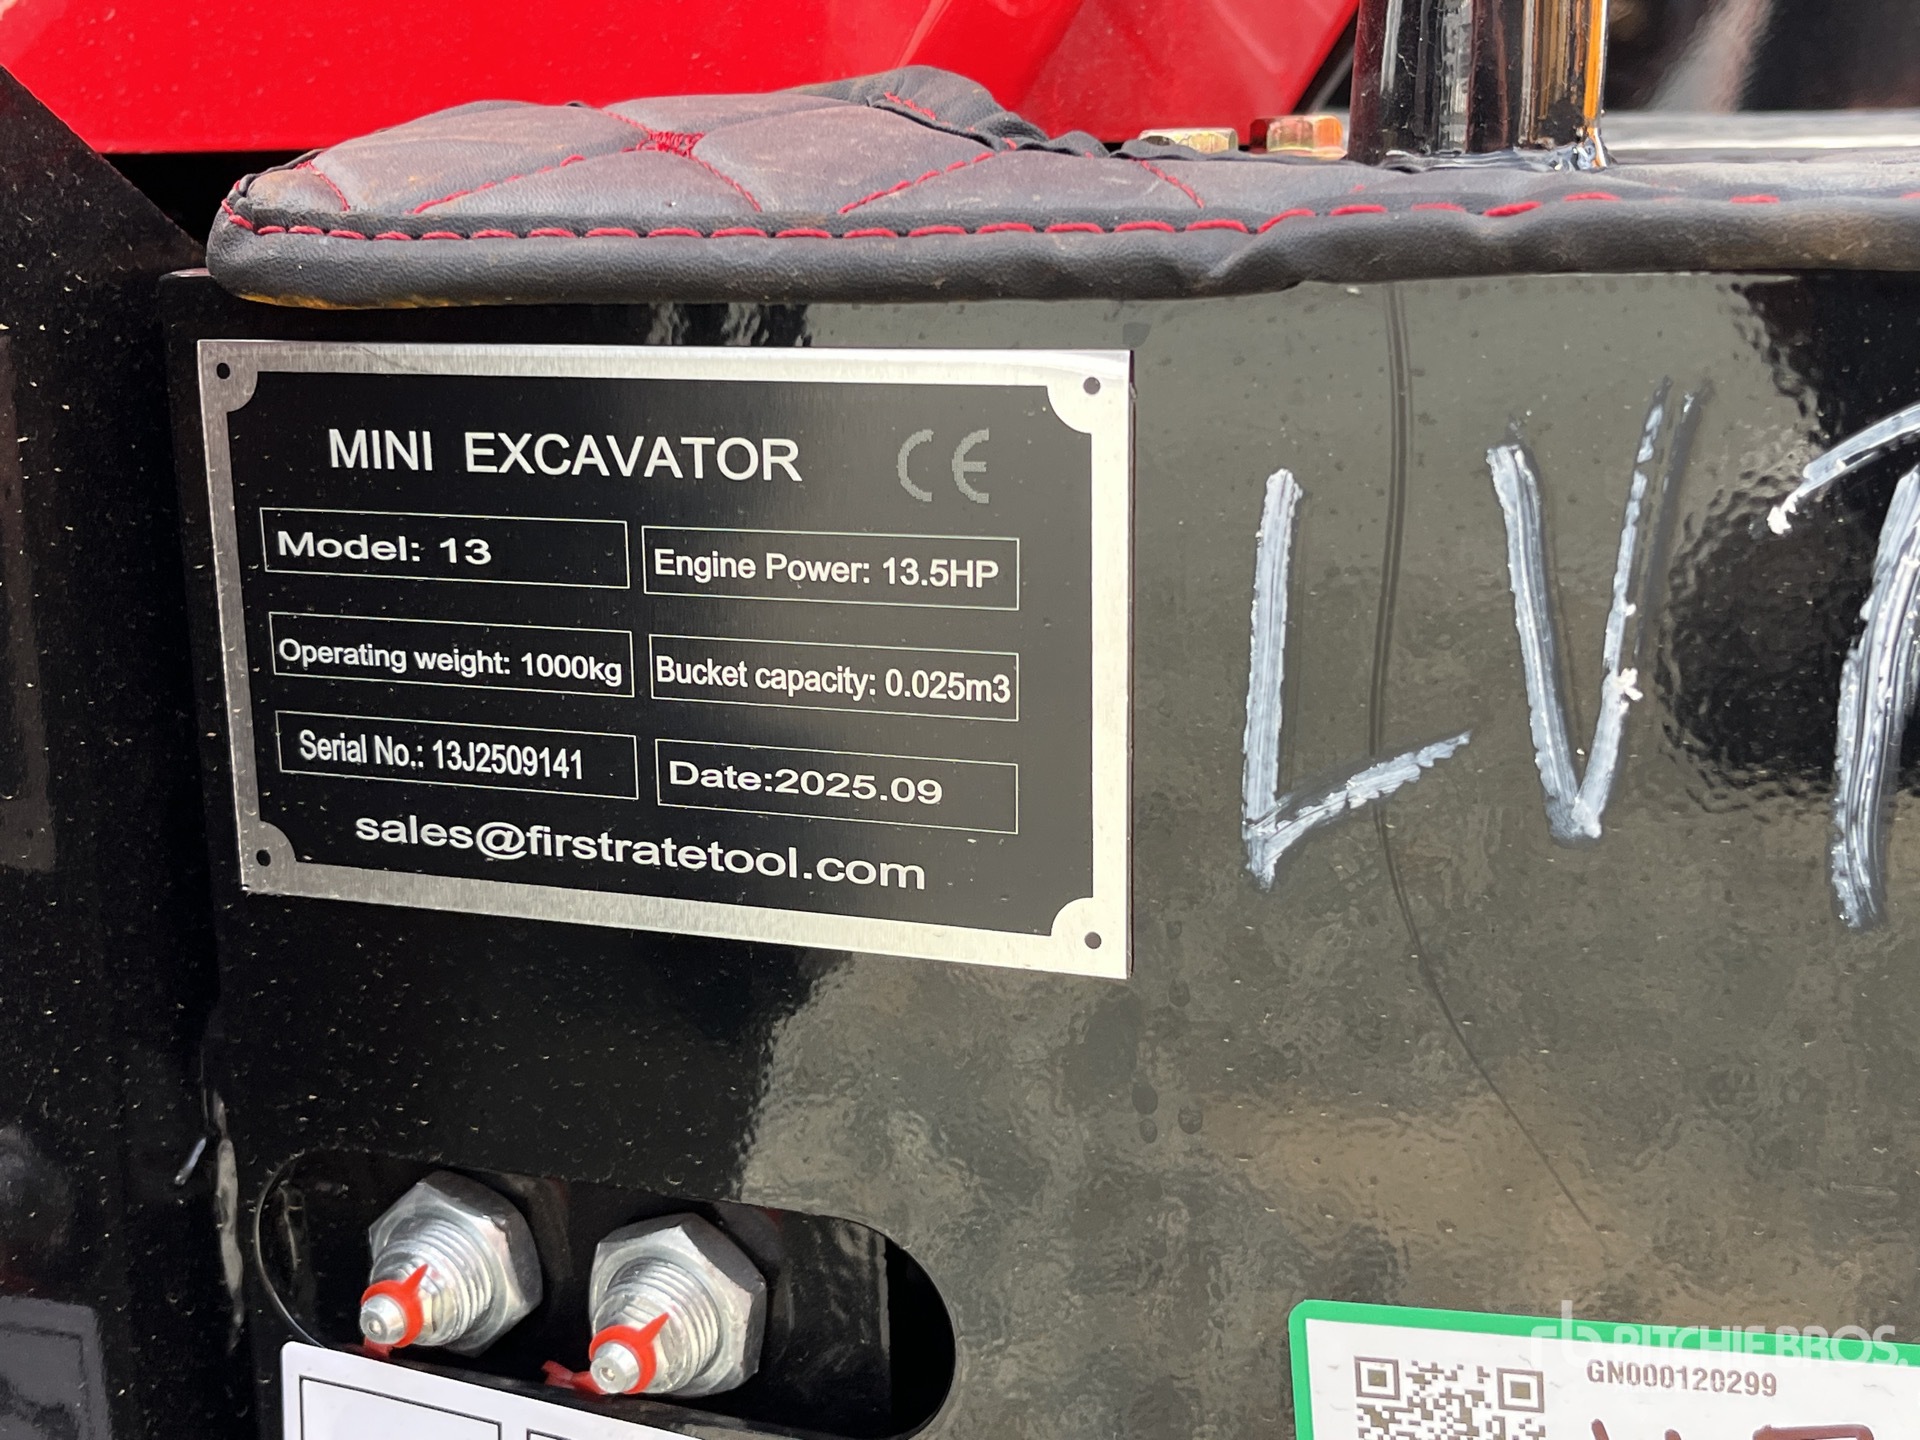 MINI EXCAVATOR CE
Model: 13
Engine Power: 13.5HP
Operating weight: 1000kg
Bucket capacity: 0.025m3
Serial No.: 13J2509141
Date:2025.09
sales@firstratetool.com
LV
rb RITCHIE BROS.
GN000120299